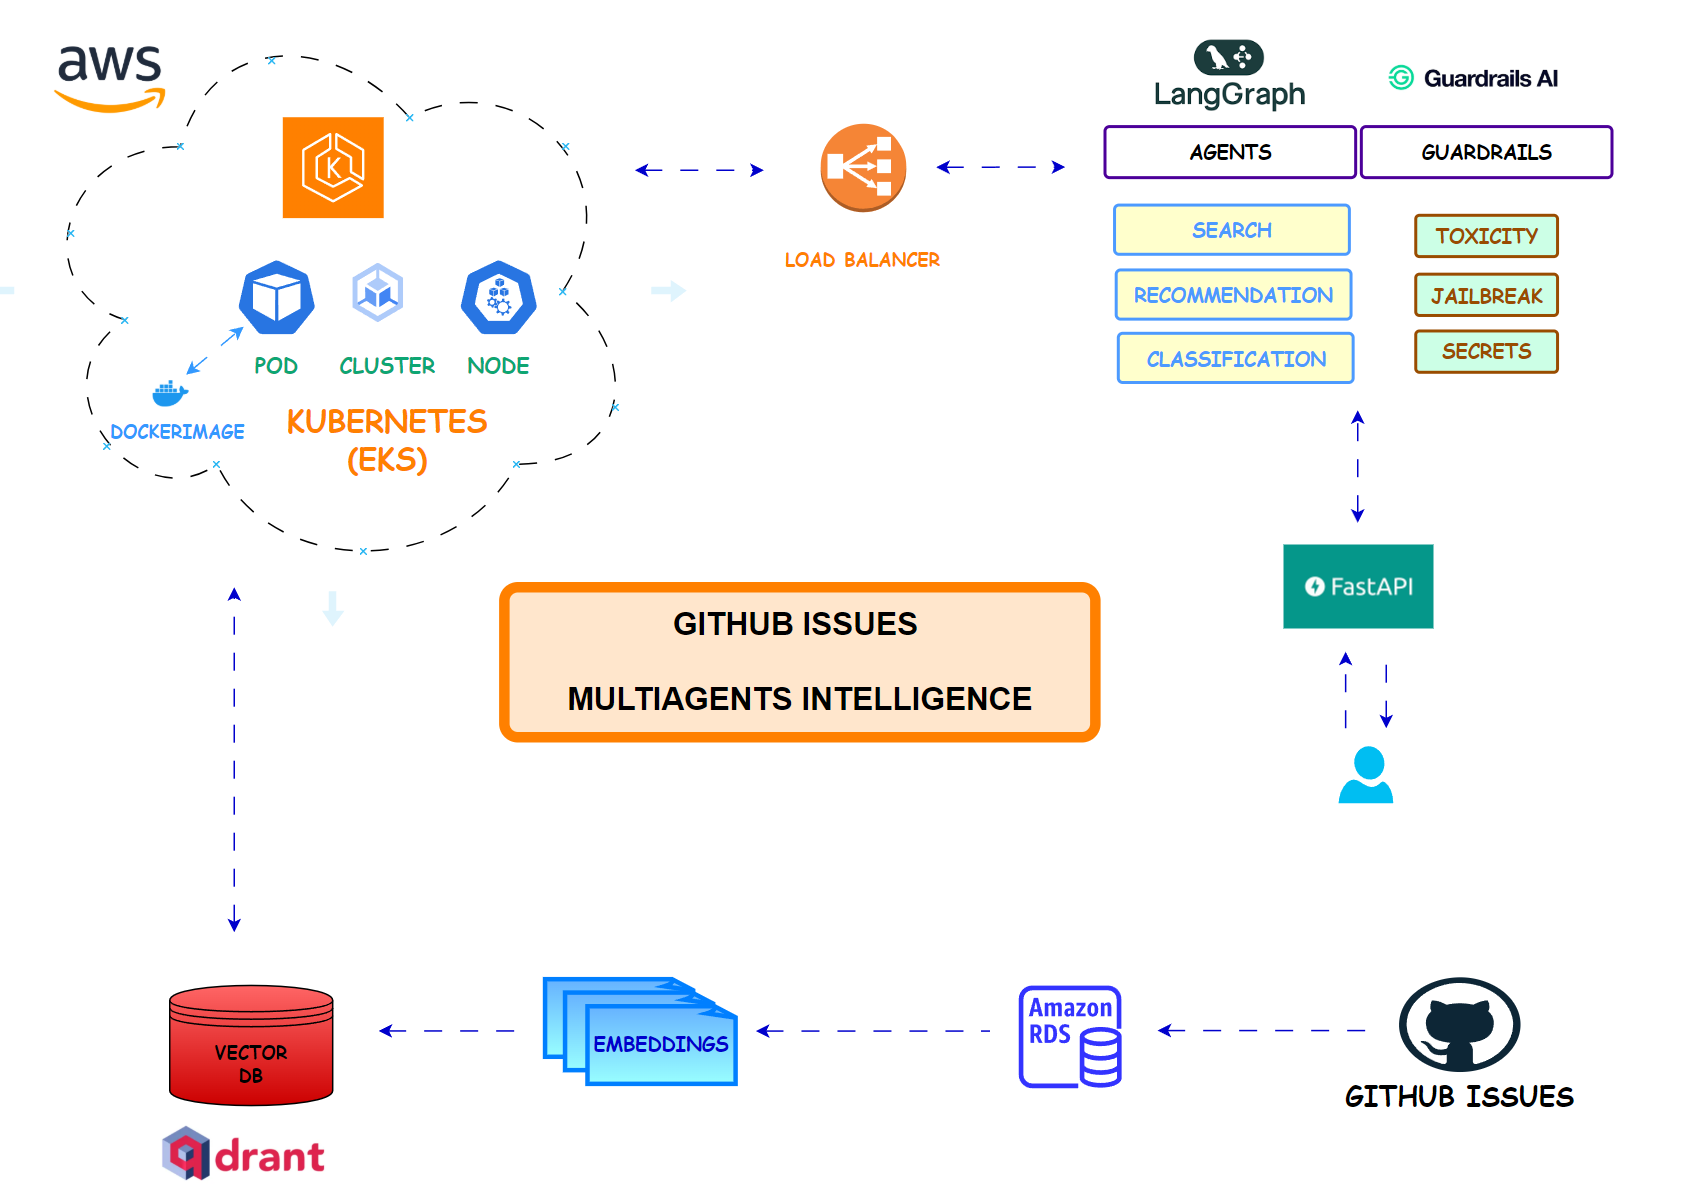 aws
K
POD
CLUSTER
NODE
DOCKERIMAGE
KUBERNETES
(EKS)
LOAD BALANCER
LangGraph
Guardrails AI
AGENTS
GUARDRAILS
SEARCH
RECOMMENDATION
CLASSIFICATION
TOXICITY
JAILBREAK
SECRETS
FastAPI
GITHUB ISSUES
MULTIAGENTS INTELLIGENCE
VECTOR
DB
qdrant
EMBEDDINGS
Amazon
RDS
GITHUB ISSUES